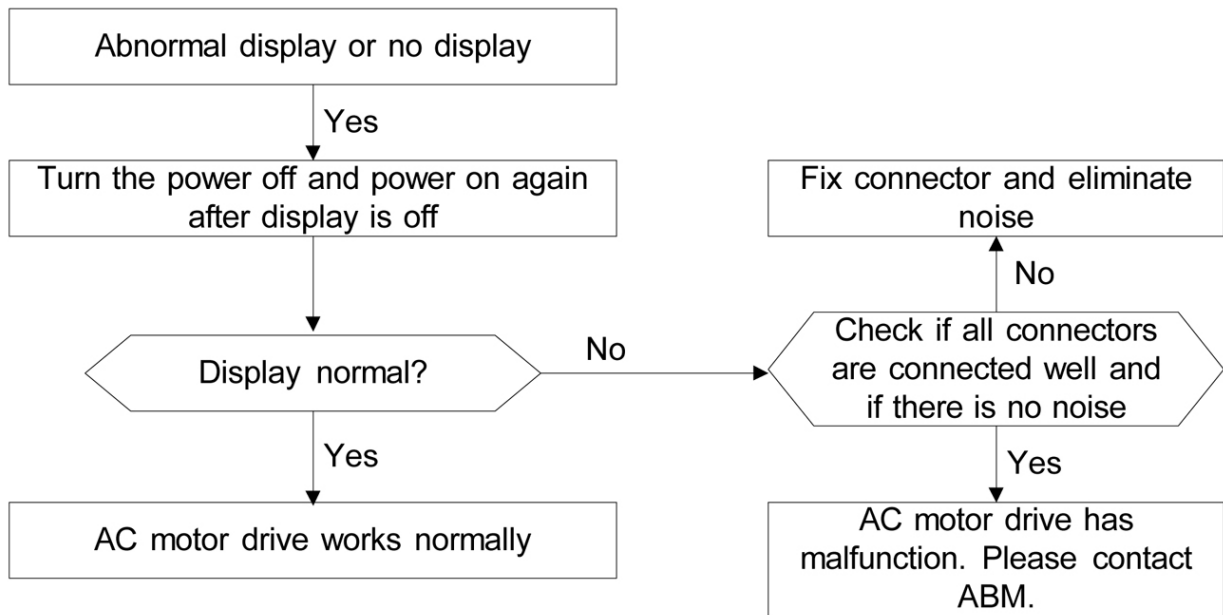 Abnormal display or no display
Yes
Turn the power off and power on again
after display is off
Display normal?
Yes
AC motor drive works normally
No
Fix connector and eliminate
noise
No
Check if all connectors
are connected well and
if there is no noise
Yes
AC motor drive has
malfunction. Please contact
ABM.